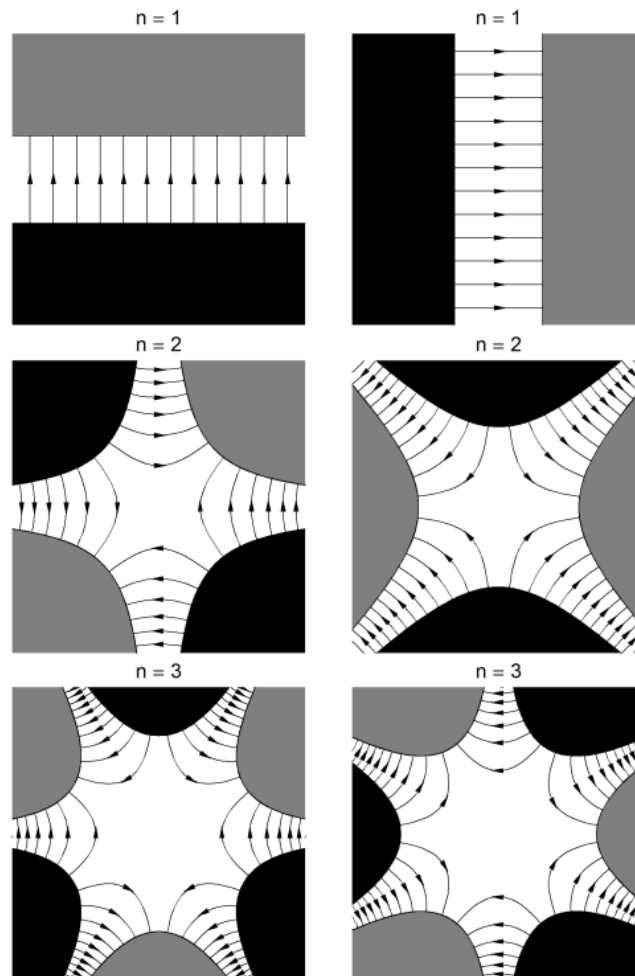 n = 1
n = 1
n = 2
n = 2
n = 3
n = 3